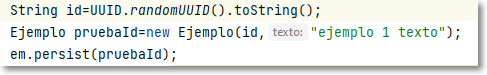 String id=UUID.randomUUID().toString();
Ejemplo pruebaId=new Ejemplo(id, texto: "ejemplo 1 texto");
em.persist(pruebaId);